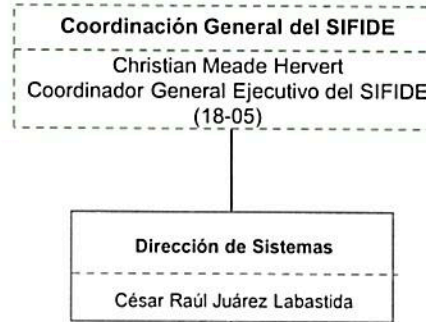 Coordinación General del SIFIDE
Christian Meade Hervert
Coordinador General Ejecutivo del SIFIDE
(18-05)
Dirección de Sistemas
César Raúl Juárez Labastida